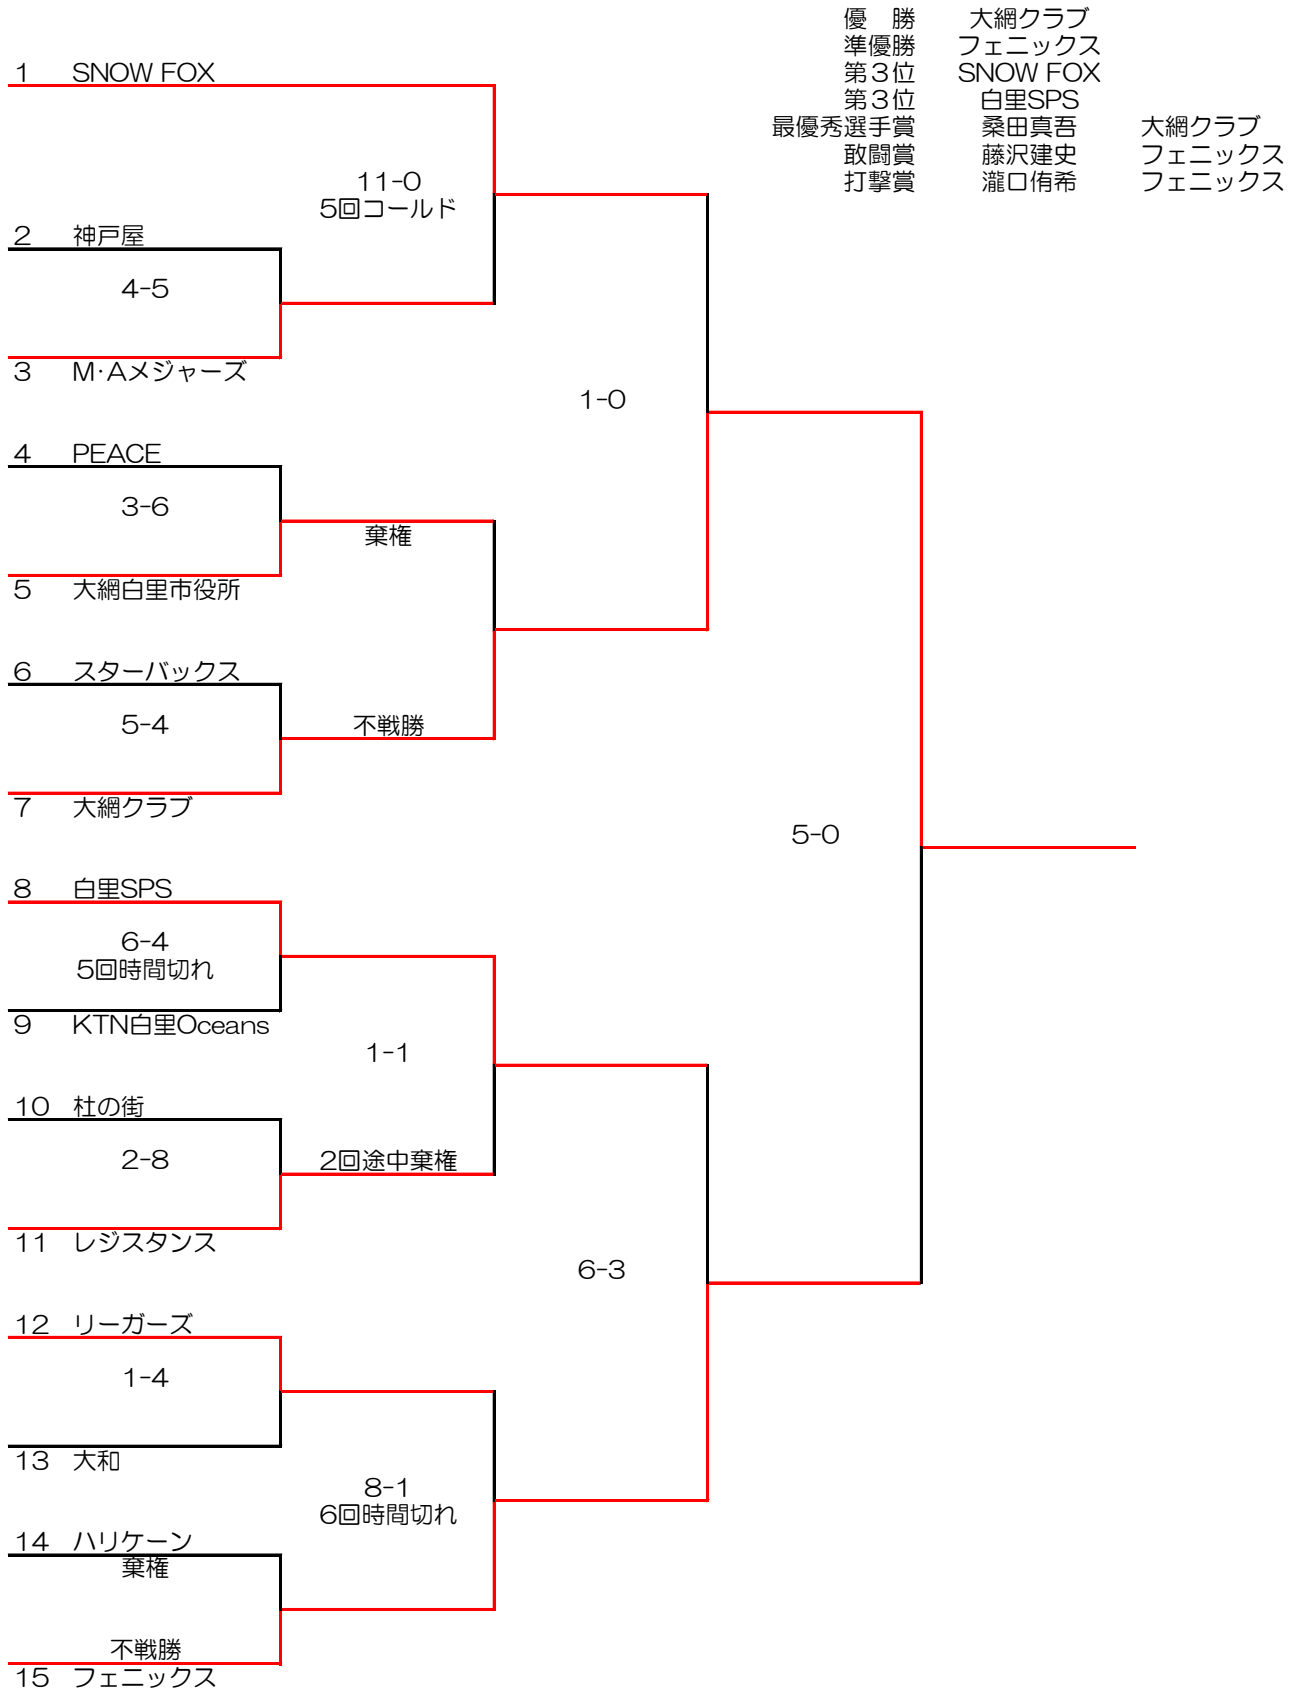 優　勝　大網クラブ
準優勝　フェニックス
第３位　SNOW FOX
第３位　白里SPS
最優秀選手賞　桑田真吾　大網クラブ
敢闘賞　藤沢建史　フェニックス
打撃賞　瀧口侑希　フェニックス
1　SNOW FOX
11-0
5回コールド
2　神戸屋
4-5
3　M･Aメジャーズ
1-0
4　PEACE
3-6
棄権
5　大網白里市役所
6　スターバックス
5-4
不戦勝
7　大網クラブ
5-0
8　白里SPS
6-4
5回時間切れ
9　KTN白里Oceans
1-1
10　杜の街
2-8
2回途中棄権
11　レジスタンス
6-3
12　リーガーズ
1-4
13　大和
8-1
6回時間切れ
14　ハリケーン
棄権
不戦勝
15　フェニックス